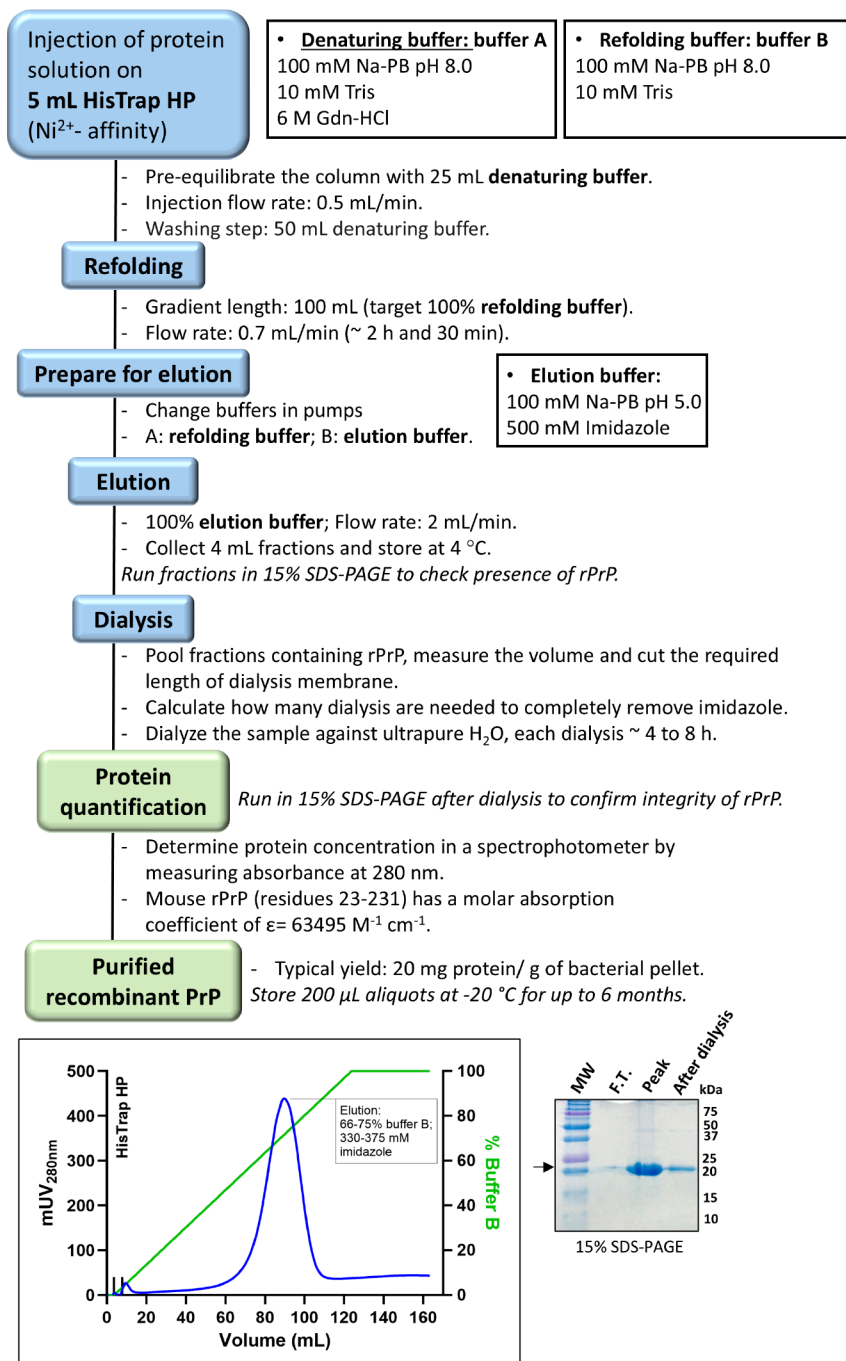 Injection of protein
solution on
5 mL HisTrap HP
(Ni²⁺- affinity)
• Denaturing buffer: buffer A
100 mM Na-PB pH 8.0
10 mM Tris
6 M Gdn-HCl
• Refolding buffer: buffer B
100 mM Na-PB pH 8.0
10 mM Tris
- Pre-equilibrate the column with 25 mL denaturing buffer.
- Injection flow rate: 0.5 mL/min.
- Washing step: 50 mL denaturing buffer.
Refolding
- Gradient length: 100 mL (target 100% refolding buffer).
- Flow rate: 0.7 mL/min (~ 2 h and 30 min).
Prepare for elution
- Change buffers in pumps
- A: refolding buffer; B: elution buffer.
• Elution buffer:
100 mM Na-PB pH 5.0
500 mM Imidazole
Elution
- 100% elution buffer; Flow rate: 2 mL/min.
- Collect 4 mL fractions and store at 4 °C.
Run fractions in 15% SDS-PAGE to check presence of rPrP.
Dialysis
- Pool fractions containing rPrP, measure the volume and cut the required
length of dialysis membrane.
- Calculate how many dialysis are needed to completely remove imidazole.
- Dialyze the sample against ultrapure H₂O, each dialysis ~ 4 to 8 h.
Protein
quantification
Run in 15% SDS-PAGE after dialysis to confirm integrity of rPrP.
- Determine protein concentration in a spectrophotometer by
measuring absorbance at 280 nm.
- Mouse rPrP (residues 23-231) has a molar absorption
coefficient of ε= 63495 M⁻¹ cm⁻¹.
Purified
recombinant PrP
- Typical yield: 20 mg protein/ g of bacterial pellet.
Store 200 µL aliquots at -20 °C for up to 6 months.
500
400
300
200
100
0
mUV280nm
HisTrap HP
Elution:
66-75% buffer B;
330-375 mM
imidazole
100
80
60
40
20
0
% Buffer B
0 20 40 60 80 100 120 140 160
Volume (mL)
MW
F.T.
Peak
After dialysis
kDa
75
50
37
25
20
15
10
15% SDS-PAGE